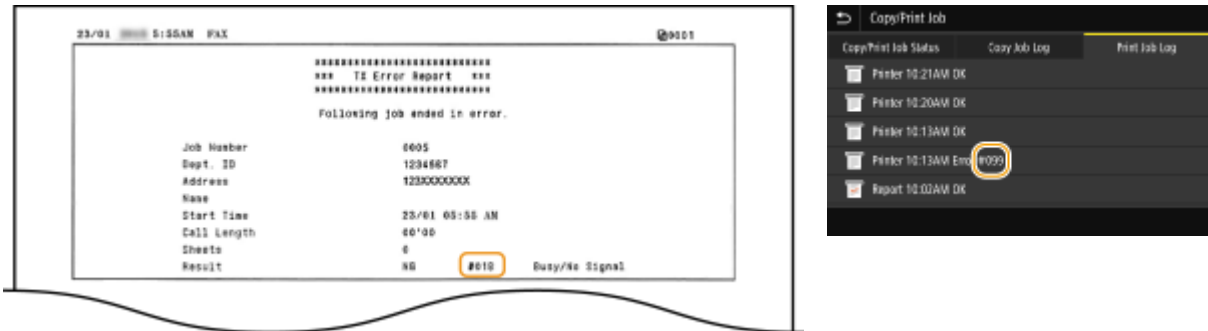 23/01 5:55AM FAX 0001
*****************************
*** TX Error Report ***
*****************************
Following job ended in error.
Job Number 0005
Dept. ID 1234567
Address 123XXXXXXX
Name
Start Time 23/01 05:55 AM
Call Length 00'00
Sheets 0
Result NG #018 Busy/No Signal
Copy/Print Job
Copy/Print Job Status Copy Job Log Print Job Log
Printer 10:21AM OK
Printer 10:20AM OK
Printer 10:13AM OK
Printer 10:13AM Error #099
Report 10:02AM OK